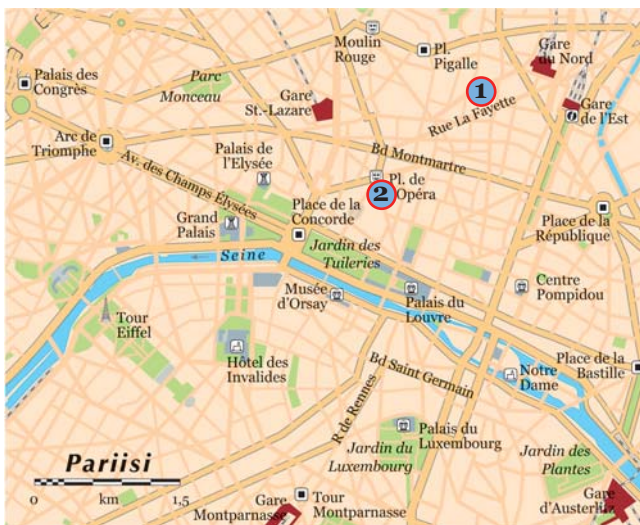 Moulin
Rouge
Pl.
Pigalle
Gare
du Nord
Palais des
Congrès
Parc
Monceau
Gare
St.-Lazare
1
Rue La Fayette
Gare
de l'Est
Arc de
Triomphe
Palais de
l'Elysée
Bd Montmartre
Av. des Champs Élysées
Pl. de
2
Opéra
Grand
Palais
Place de la
Concorde
Place de la
République
Seine
Jardin des
Tuileries
Musée
d'Orsay
Palais du
Louvre
Centre
Pompidou
Tour
Eiffel
Hôtel des
Invalides
Bd Saint Germain
Notre
Dame
Place de la
Bastille
R de Rennes
Palais du
Luxembourg
Jardin du
Luxembourg
Jardin des
Plantes
Pariisi
0 km 1,5
Gare
Montparnasse
Tour
Montparnasse
Gare
d'Austerlitz